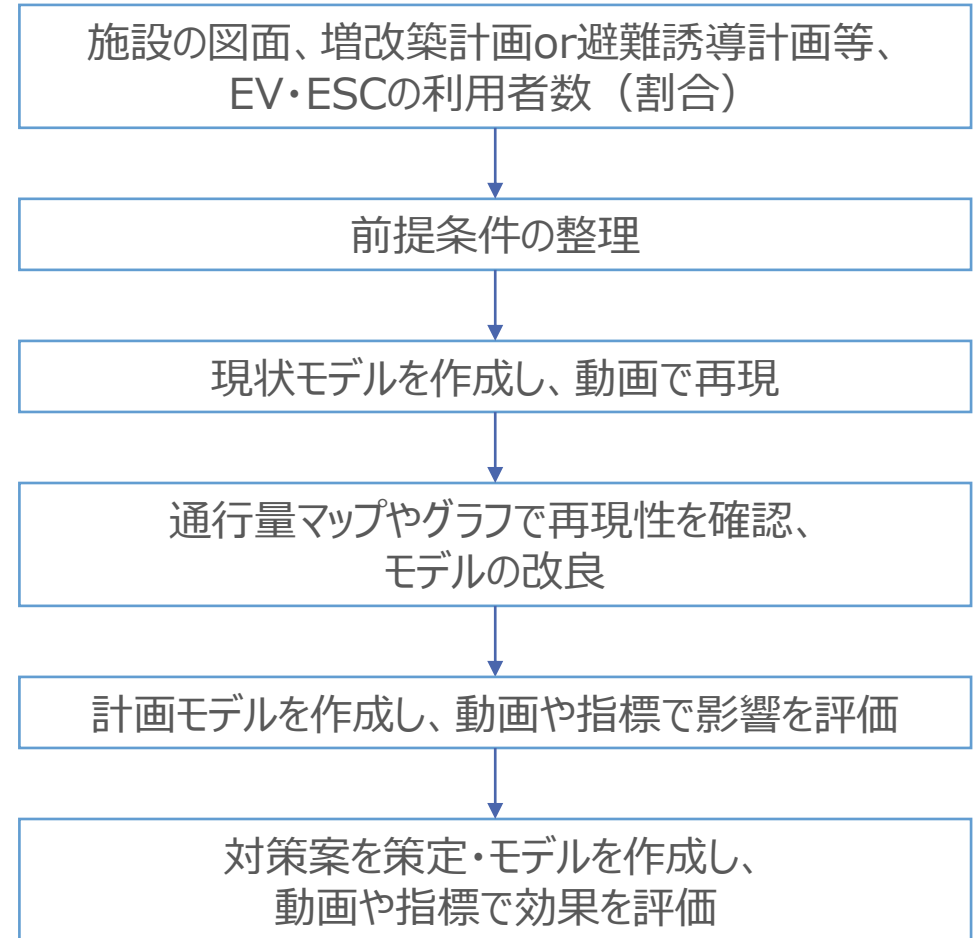 施設の図面、増改築計画or避難誘導計画等、
EV・ESCの利用者数（割合）
前提条件の整理
現状モデルを作成し、動画で再現
通行量マップやグラフで再現性を確認、
モデルの改良
計画モデルを作成し、動画や指標で影響を評価
対策案を策定・モデルを作成し、
動画や指標で効果を評価